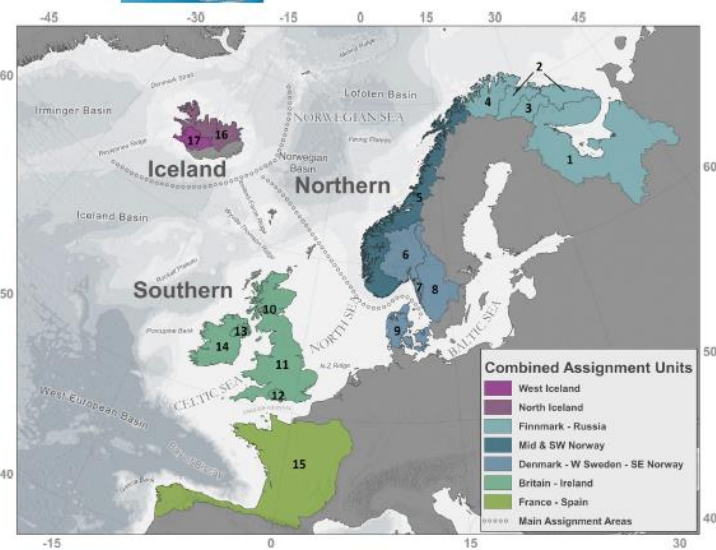 -45 -30 -15 0 15 30 45
60
Denmark Strait
Irminger Basin
Lofoten Basin
NORWEGIAN SEA
2
4
3
1
17
16
Iceland
Norwegian
Basin
Northern
60
Iceland Basin
5
6
7
8
Southern
50
10
13
14
11
12
9
NORTH SEA
BALTIC SEA
CELTIC SEA
50
West European Basin
15
40
Combined Assignment Units
West Iceland
North Iceland
Finnmark - Russia
Mid & SW Norway
Denmark - W Sweden - SE Norway
Britain - Ireland
France - Spain
Main Assignment Areas
40
-15 0 15 30